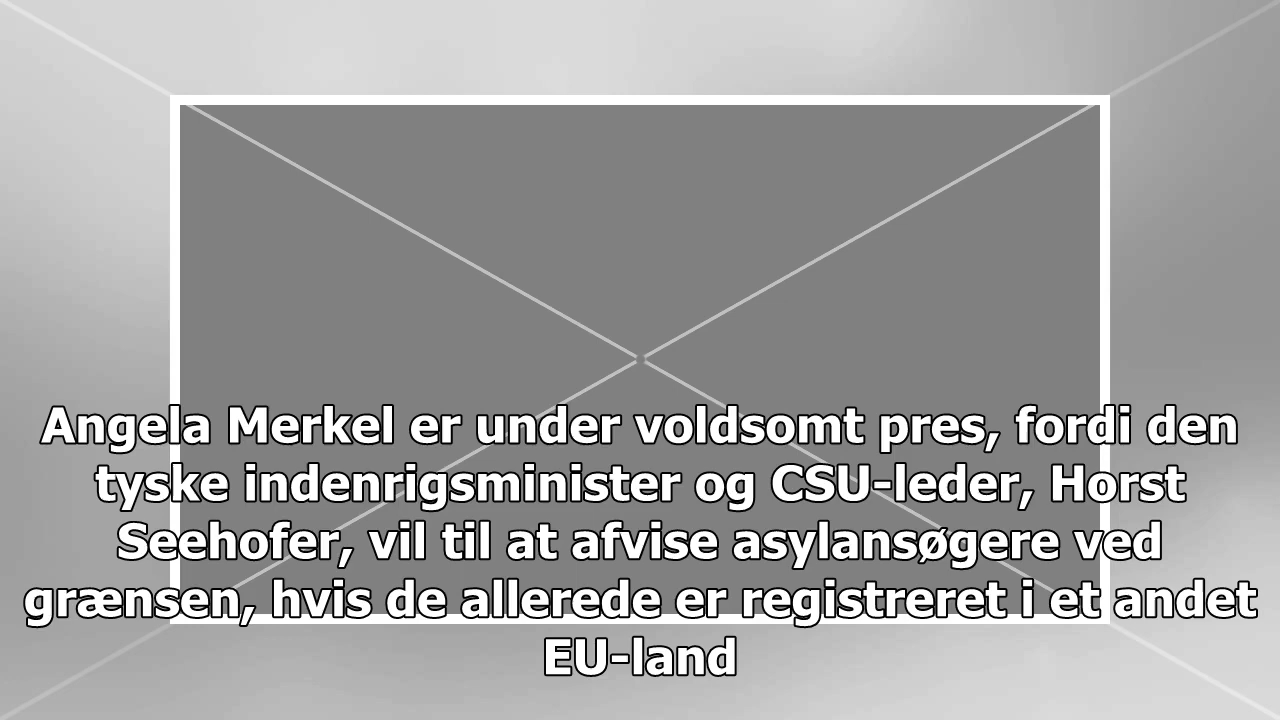 Angela Merkel er under voldsomt pres, fordi den
tyske indenrigsminister og CSU-leder, Horst
Seehofer, vil til at afvise asylansøgere ved
grænsen, hvis de allerede er registreret i et andet
EU-land